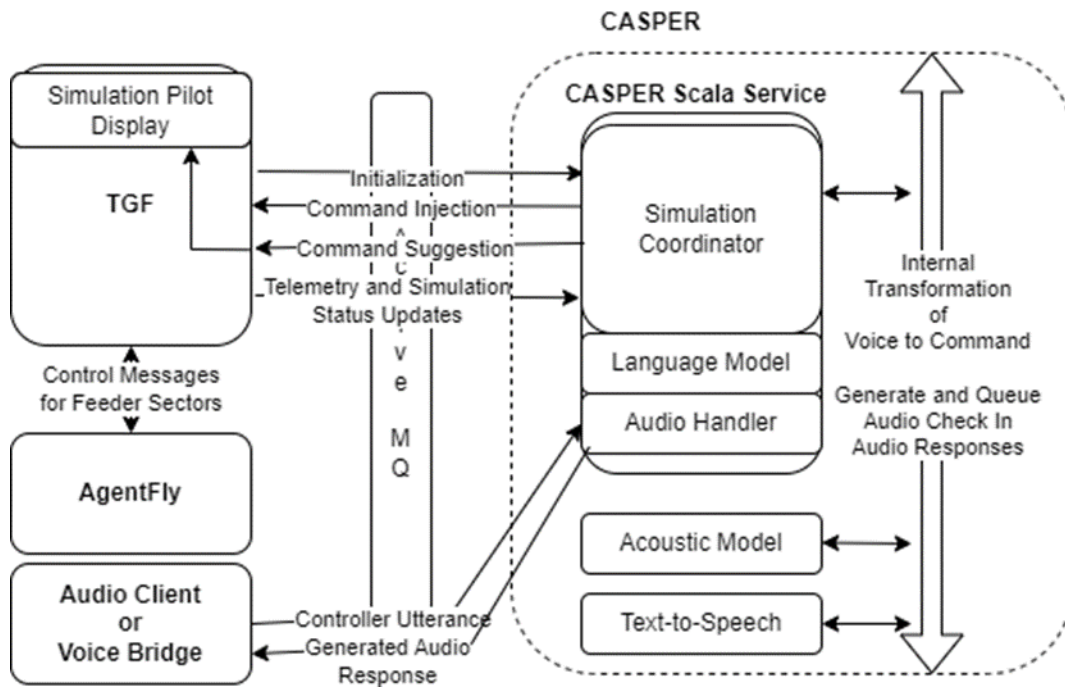 CASPER
Simulation Pilot
Display
TGF
CASPER Scala Service
Initialization
Command Injection
Command Suggestion
Telemetry and Simulation
Status Updates
Simulation
Coordinator
Language Model
Audio Handler
Internal
Transformation
of
Voice to Command
Generate and Queue
Audio Check In
Audio Responses
Control Messages
for Feeder Sectors
AgentFly
c
v
e
M
Q
Acoustic Model
Text-to-Speech
Audio Client
or
Voice Bridge
Controller Utterance
Generated Audio
Response